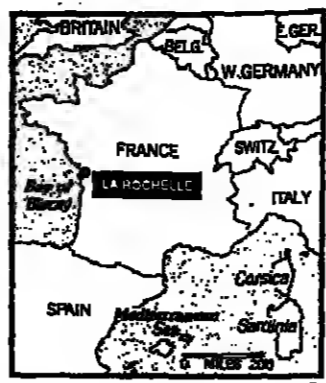 BRITAIN
E.GER.
BELG.
W.GERMANY
FRANCE
SWITZ.
LA ROCHELLE
Bay of
Biscay
ITALY
Corsica
SPAIN
Mediterranean
Sea
Sardinia
0 MILES 200